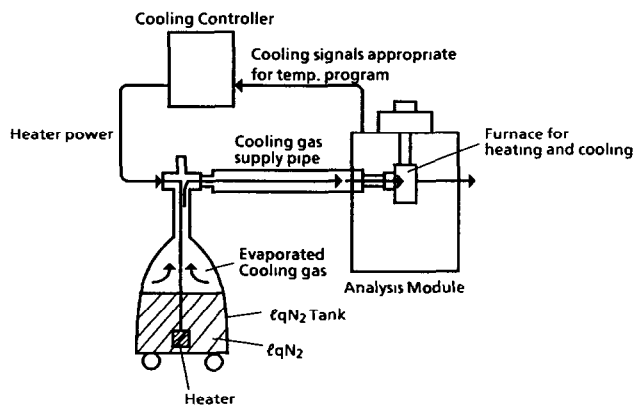 Cooling Controller
Cooling signals appropriate
for temp. program
Heater power
Cooling gas
supply pipe
Furnace for
heating and cooling
Evaporated
Cooling gas
Analysis Module
ℓqN₂ Tank
ℓqN₂
Heater